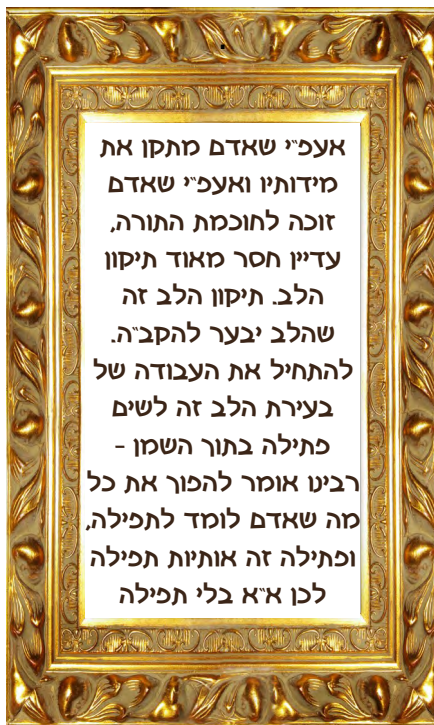 אעפ״י שאדם מתקן את
מידותיו ואעפ״י שאדם
זוכה לחוכמת התורה,
עדיין חסר מאוד תיקון
הלב. תיקון הלב זה
שהלב יבער להקב״ה.
להתחיל את העבודה של
בעירת הלב זה לשים
פתילה בתוך השמן -
רבינו אומר להפוך את כל
מה שאדם לומד לתפילה,
ופתילה זה אותיות תפילה
לכן א״א בלי תפילה